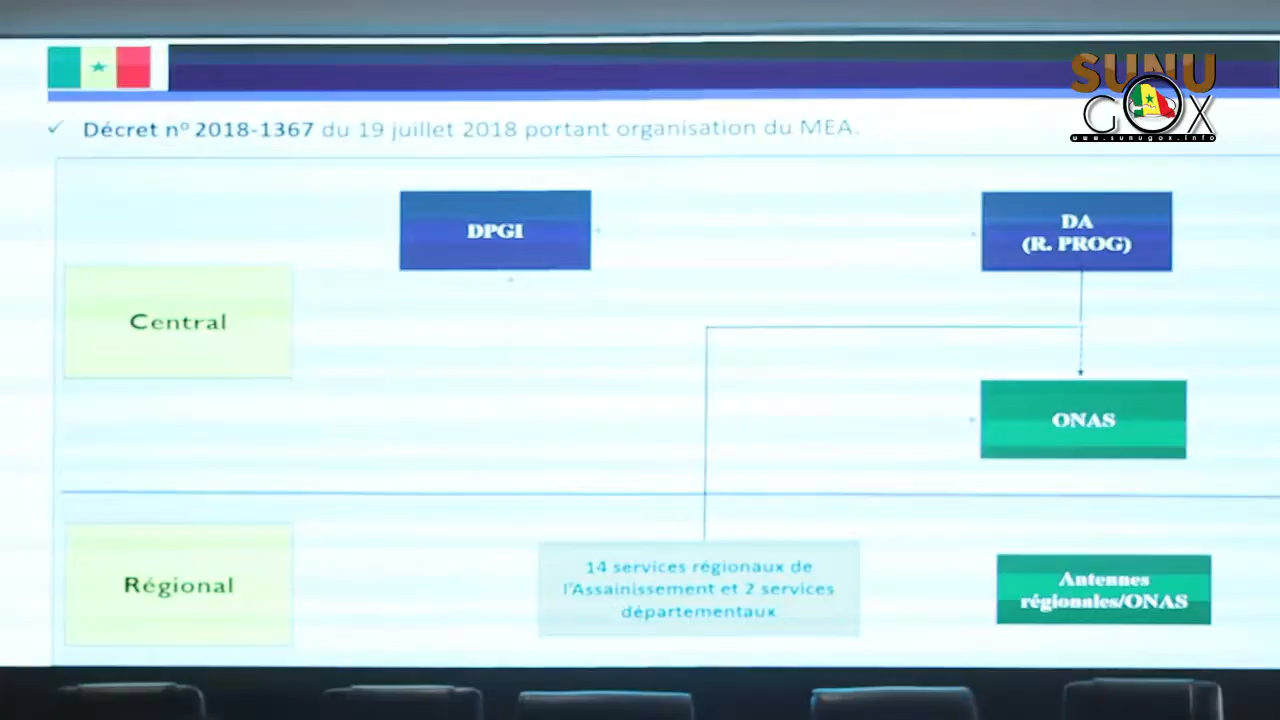 SUNU
GOX
www.sunugox.info
✓ Décret nº 2018-1367 du 19 juillet 2018 portant organisation du MEA.
DPGI
DA
(R. PROG)
Central
ONAS
Régional
14 services régionaux de
l'Assainissement et 2 services
départementaux
Antennes
régionales/ONAS